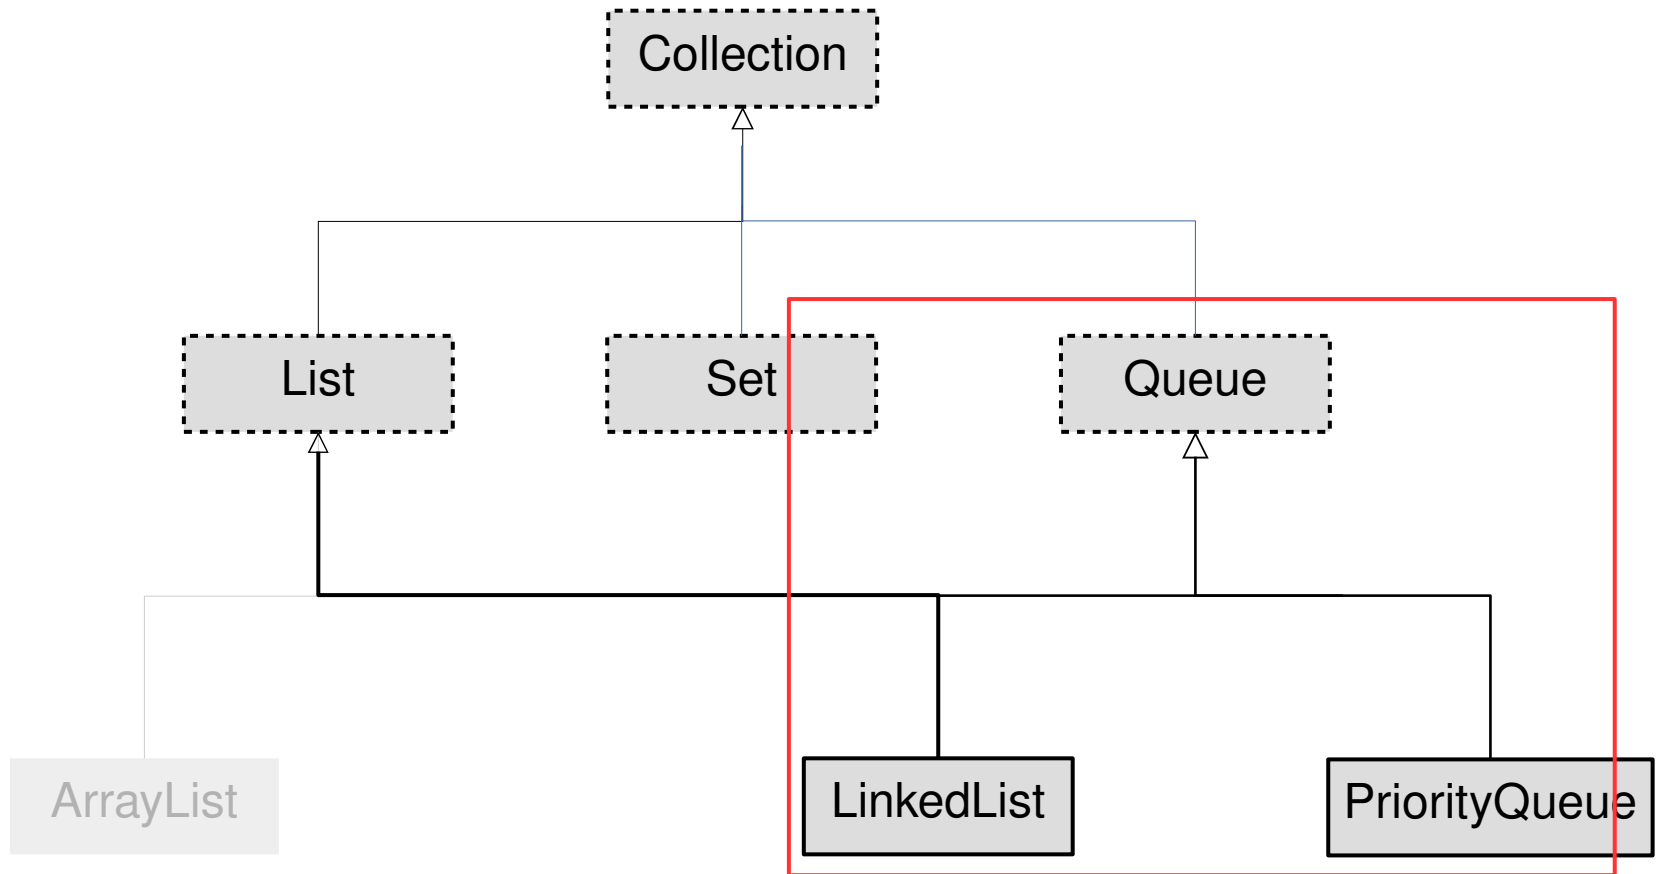 Collection
List
Set
Queue
ArrayList
LinkedList
PriorityQueue